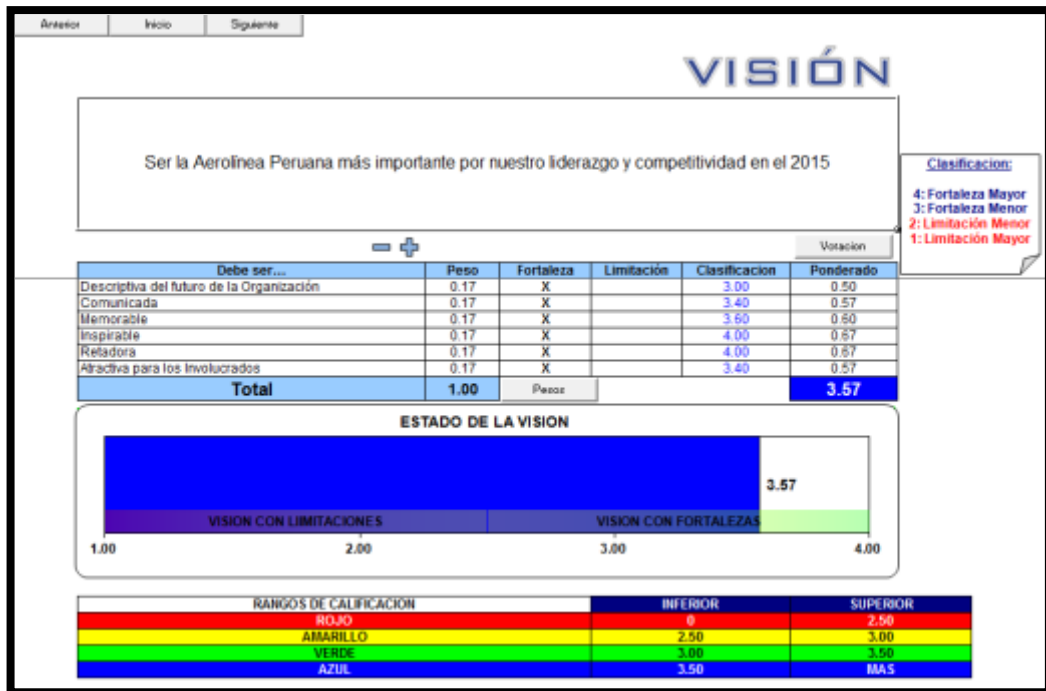 Anterior Inicio Siguiente
VISIÓN
Ser la Aerolínea Peruana más importante por nuestro liderazgo y competitividad en el 2015
Clasificacion:
4: Fortaleza Mayor
3: Fortaleza Menor
2: Limitación Menor
1: Limitación Mayor
Votacion
Debe ser... Peso Fortaleza Limitación Clasificacion Ponderado
Descriptiva del futuro de la Organización 0.17 X 3.00 0.50
Comunicada 0.17 X 3.40 0.57
Memorable 0.17 X 3.60 0.60
Inspirable 0.17 X 4.00 0.67
Retadora 0.17 X 4.00 0.67
Atractiva para los Involucrados 0.17 X 3.40 0.57
Total 1.00 Pesos 3.57
ESTADO DE LA VISION
3.57
VISION CON LIMITACIONES VISION CON FORTALEZAS
1.00 2.00 3.00 4.00
RANGOS DE CALIFICACION INFERIOR SUPERIOR
ROJO 0 2.50
AMARILLO 2.50 3.00
VERDE 3.00 3.50
AZUL 3.50 MAS